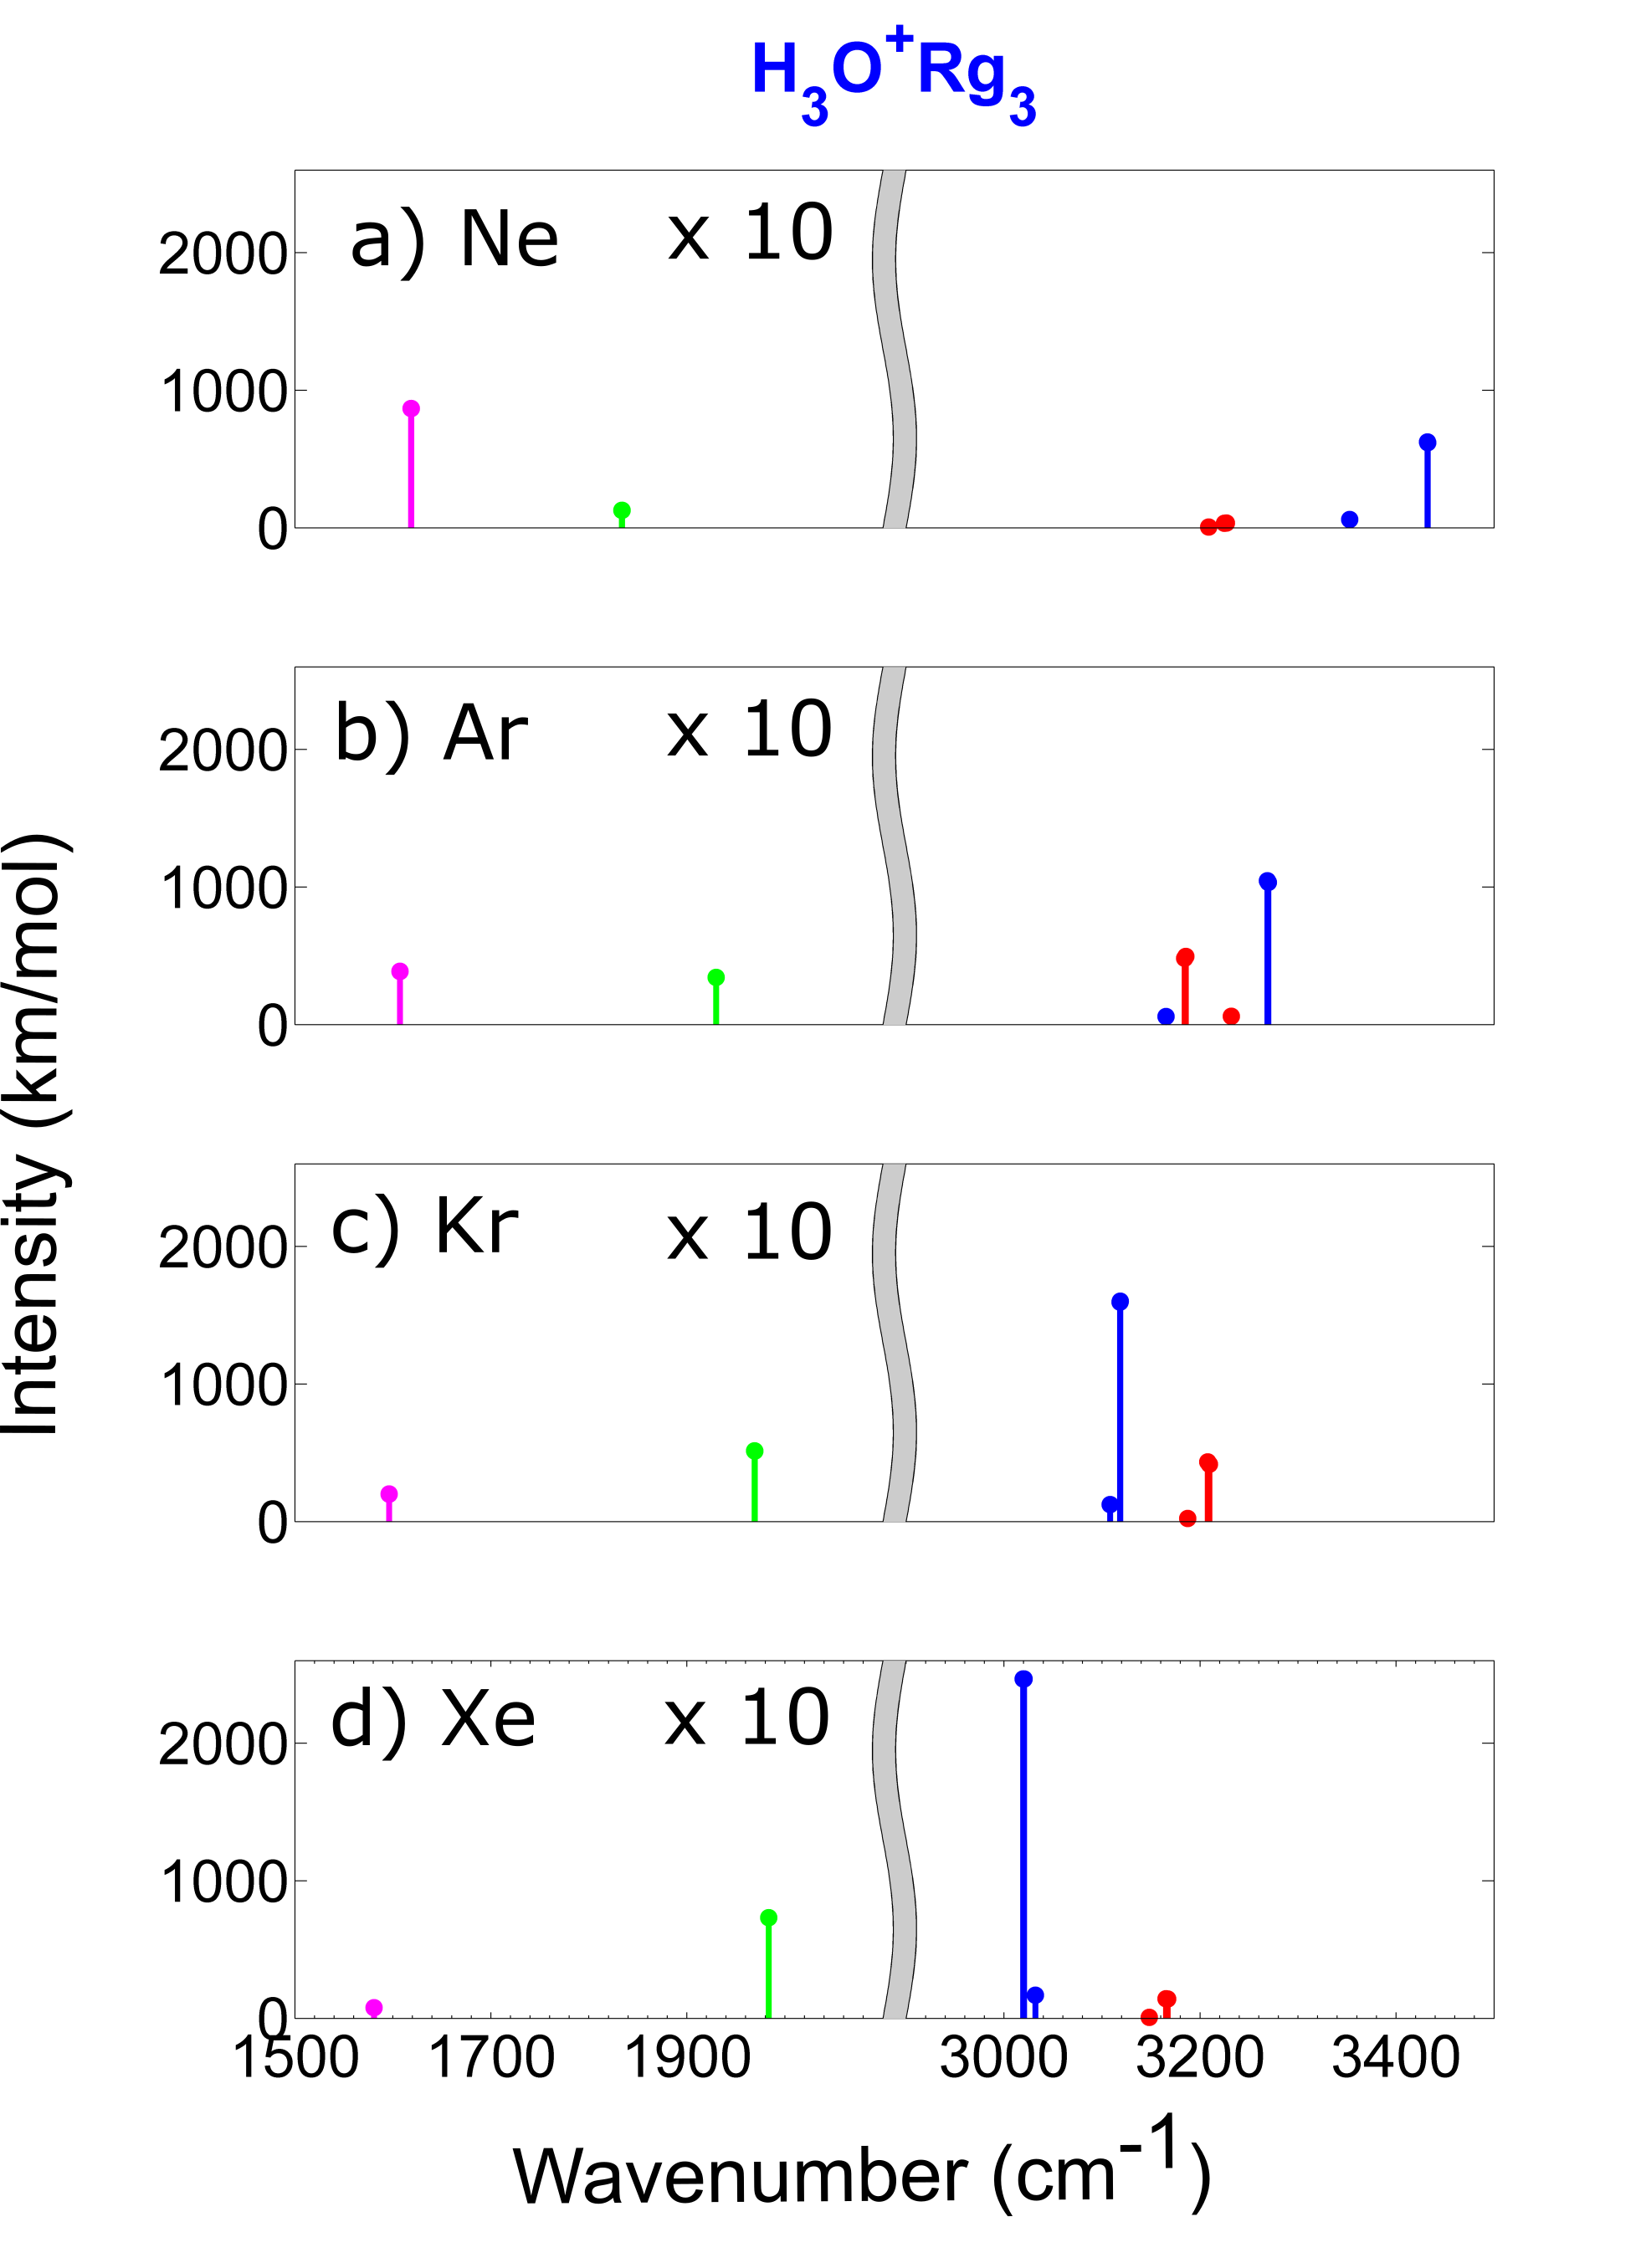 H₃O⁺Rg₃
a) Ne x 10
2000
1000
0
b) Ar x 10
2000
1000
0
Intensity (km/mol)
c) Kr x 10
2000
1000
0
d) Xe x 10
2000
1000
0
1500 1700 1900 3000 3200 3400
Wavenumber (cm⁻¹)